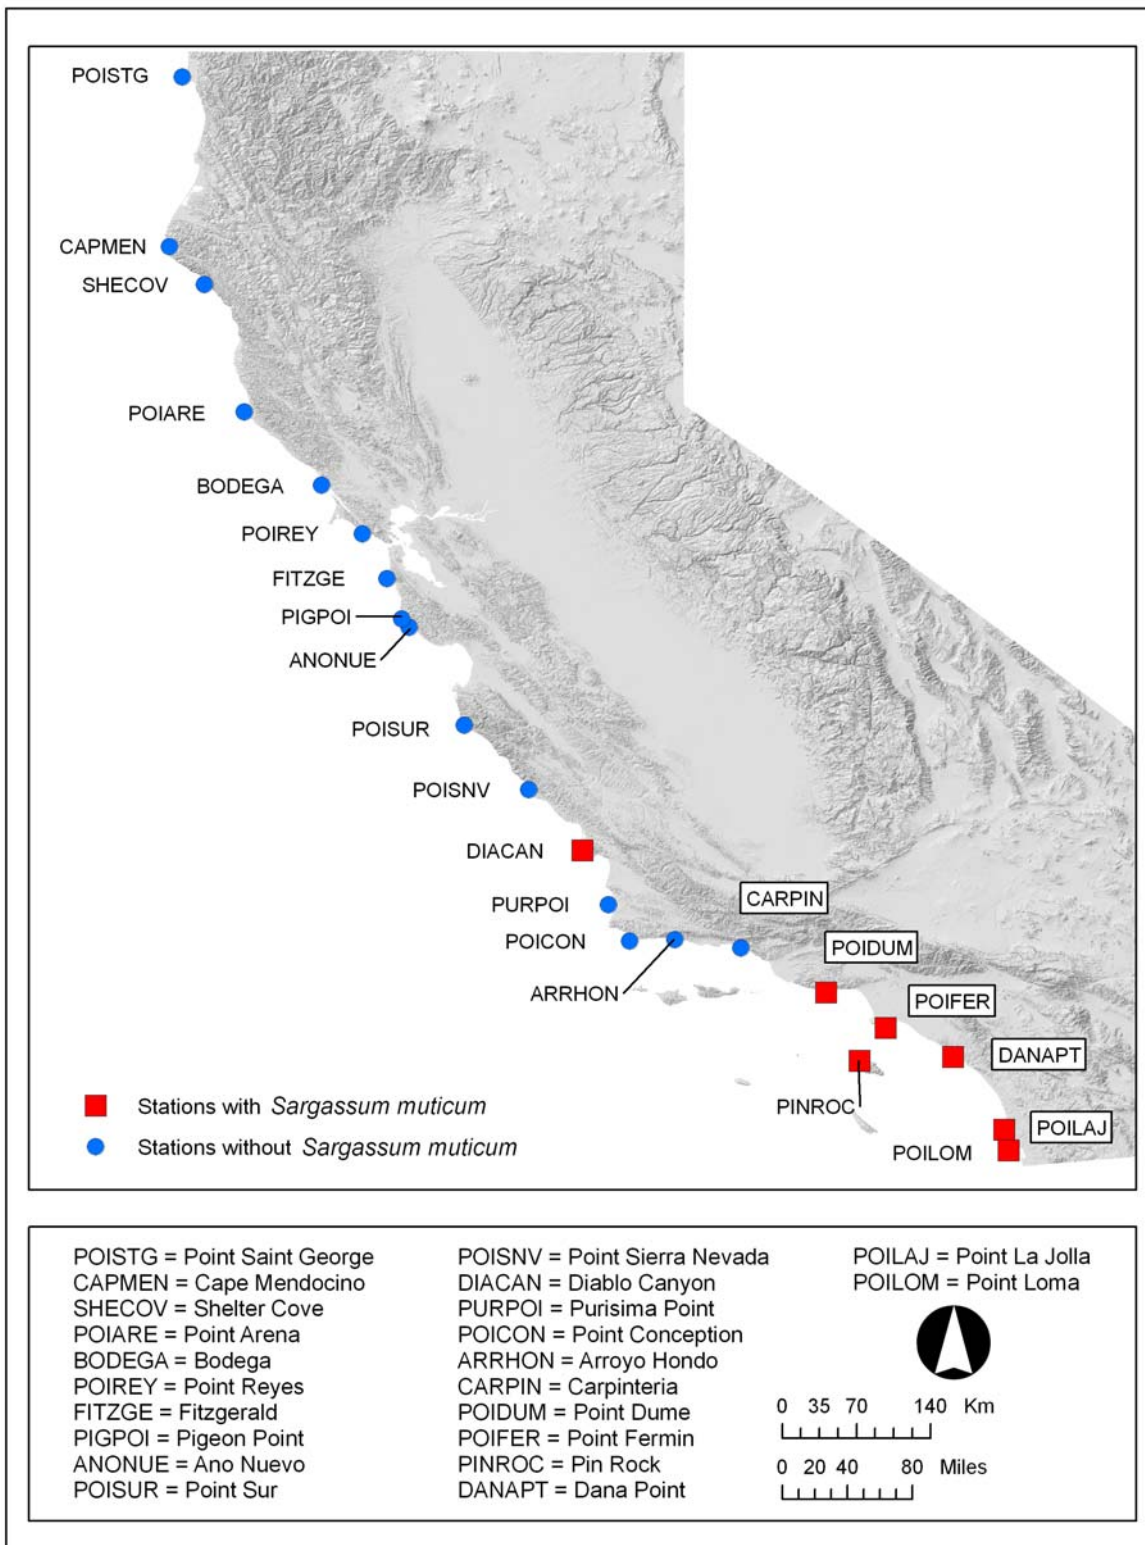 POISTG
CAPMEN
SHECOV
POIARE
BODEGA
POIREY
FITZGE
PIGPOI
ANONUE
POISUR
POISNV
DIACAN
CARPIN
PURPOI
POICON
POIDUM
ARRHON
POIFER
DANAPT
PINROC
Stations with Sargassum muticum
POILAJ
Stations without Sargassum muticum
POILOM
POISTG = Point Saint George
CAPMEN = Cape Mendocino
SHECOV = Shelter Cove
POIARE = Point Arena
BODEGA = Bodega
POIREY = Point Reyes
FITZGE = Fitzgerald
PIGPOI = Pigeon Point
ANONUE = Ano Nuevo
POISUR = Point Sur
POISNV = Point Sierra Nevada
DIACAN = Diablo Canyon
PURPOI = Purisima Point
POICON = Point Conception
ARRHON = Arroyo Hondo
CARPIN = Carpinteria
POIDUM = Point Dume
POIFER = Point Fermin
PINROC = Pin Rock
DANAPT = Dana Point
POILAJ = Point La Jolla
POILOM = Point Loma
0 35 70 140 Km
0 20 40 80 Miles